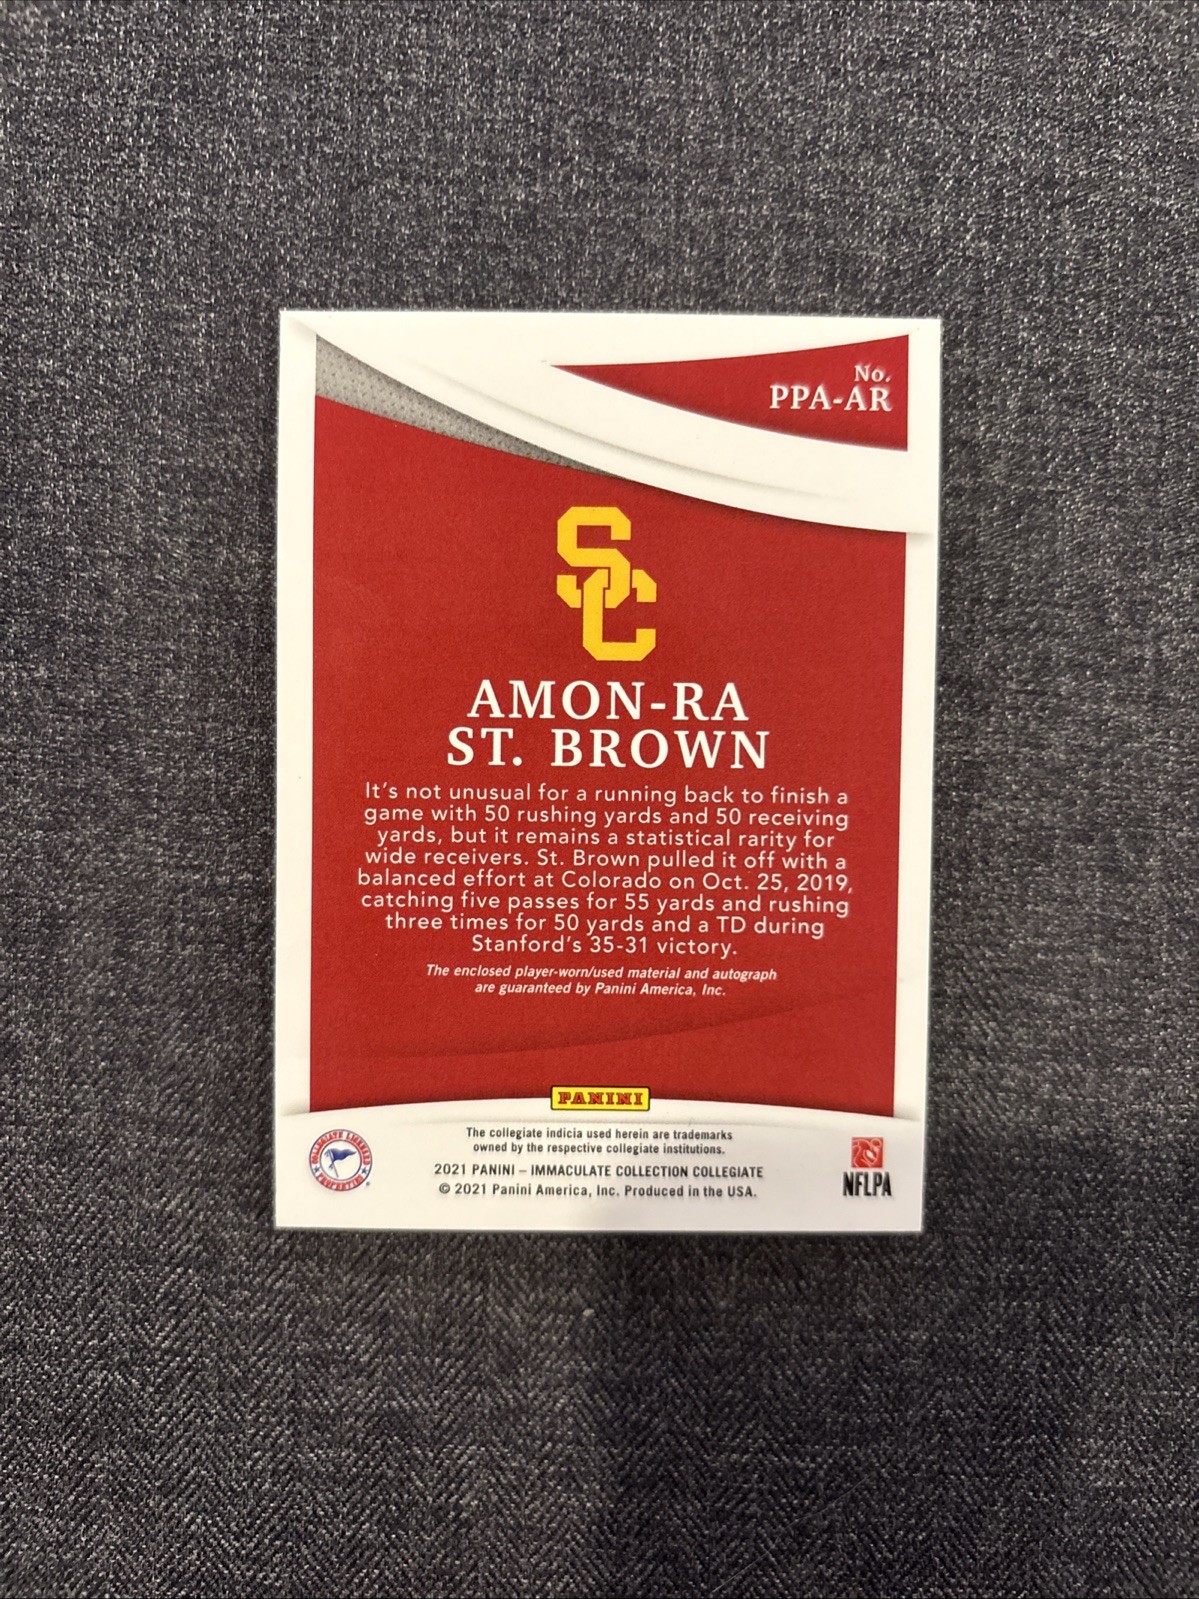 No.
PPA-AR
SC
AMON-RA
ST. BROWN
It's not unusual for a running back to finish a
game with 50 rushing yards and 50 receiving
yards, but it remains a statistical rarity for
wide receivers. St. Brown pulled it off with a
balanced effort at Colorado on Oct. 25, 2019,
catching five passes for 55 yards and rushing
three times for 50 yards and a TD during
Stanford's 35-31 victory.
The enclosed player-worn/used material and autograph
are guaranteed by Panini America, Inc.
PANINI
The collegiate indicia used herein are trademarks
owned by the respective collegiate institutions.
2021 PANINI – IMMACULATE COLLECTION COLLEGIATE
© 2021 Panini America, Inc. Produced in the USA.
COLLEGIATE LICENSED
PROPERTIES
®
NFLPA